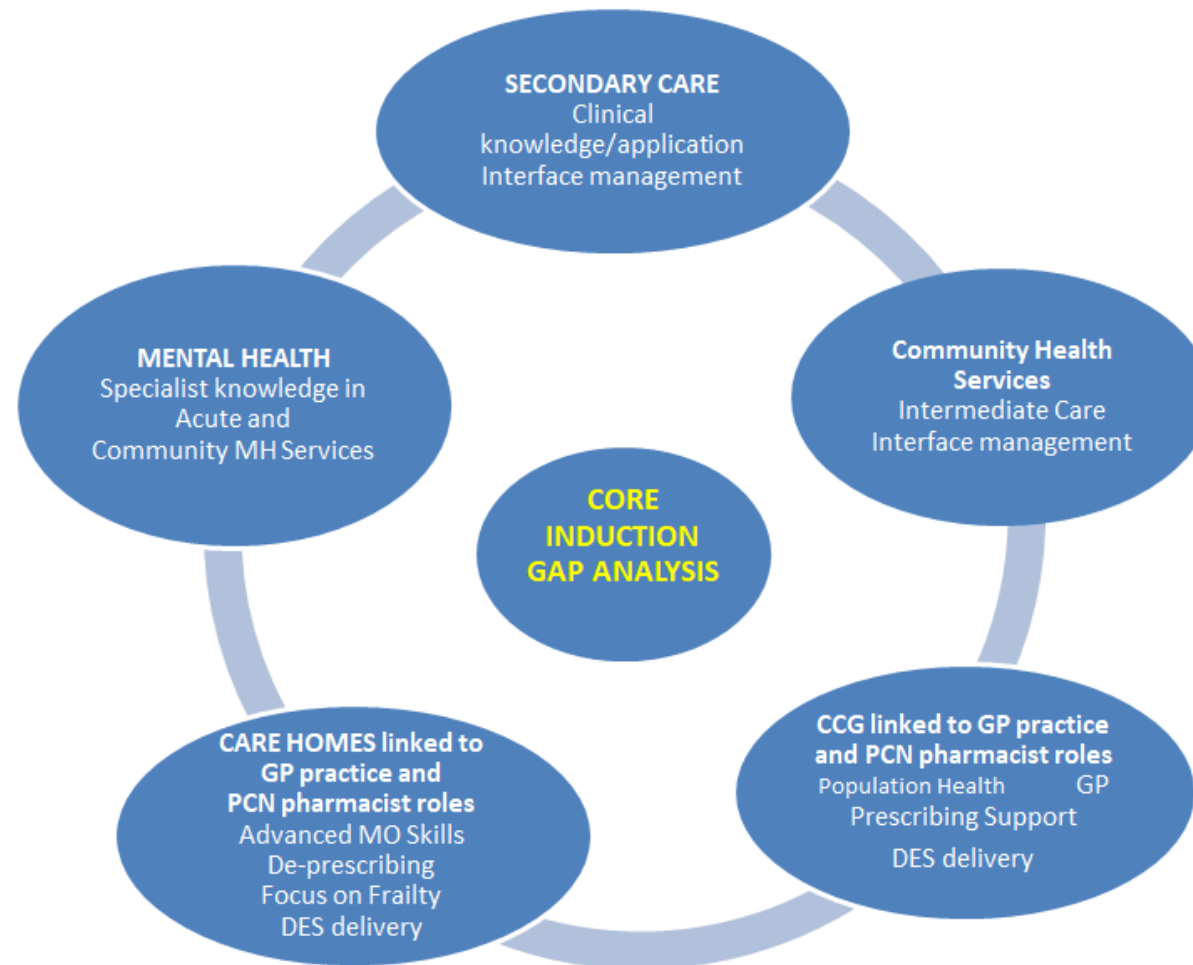 SECONDARY CARE
Clinical
knowledge/application
Interface management
MENTAL HEALTH
Specialist knowledge in
Acute and
Community MH Services
Community Health
Services
Intermediate Care
Interface management
CORE
INDUCTION
GAP ANALYSIS
CARE HOMES linked to
GP practice and
PCN pharmacist roles
Advanced MO Skills
De-prescribing
Focus on Frailty
DES delivery
CCG linked to GP practice
and PCN pharmacist roles
Population Health GP
Prescribing Support
DES delivery